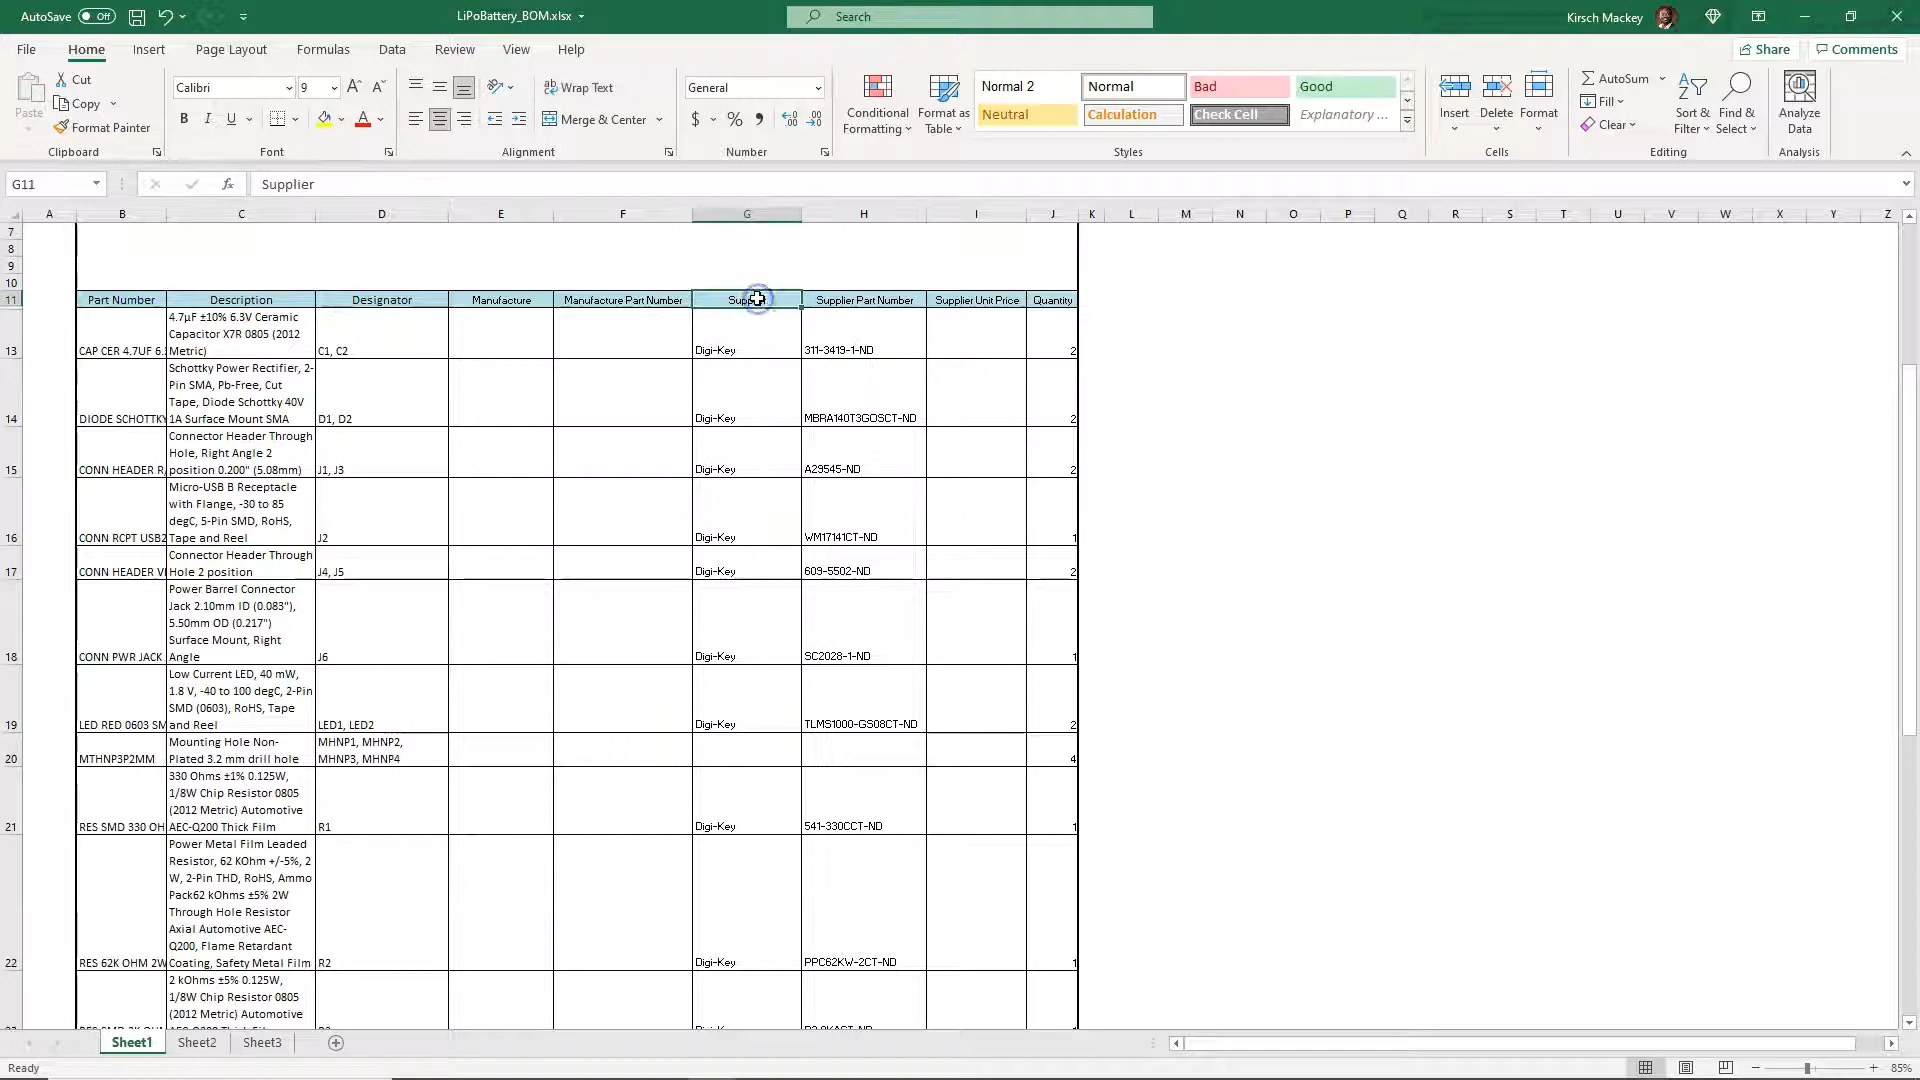 AutoSave Off LiPoBattery_BOM.xlsx Search Kirsch Mackey
File Home Insert Page Layout Formulas Data Review View Help Share Comments
Paste Cut Copy Format Painter Clipboard
Calibri 9 B I U A Font
Wrap Text Merge & Center Alignment
General $ % Number
Conditional Formatting Format as Table
Normal 2 Normal Bad Good
Neutral Calculation Check Cell Explanatory ...
Styles
Insert Delete Format Cells
AutoSum Fill Clear Sort & Filter Find & Select Editing
Analyze Data Analysis
G11 fx Supplier
A B C D E F G H I J K L M N O P Q R S T U V W X Y Z
7
8
9
10
11 Part Number Description Designator Manufacture Manufacture Part Number Supplier Part Number Supplier Unit Price Quantity
4.7µF ±10% 6.3V Ceramic
Capacitor X7R 0805 (2012
13 CAP CER 4.7UF 6. Metric) C1, C2 Digi-Key 311-3419-1-ND 2
Schottky Power Rectifier, 2-
Pin SMA, Pb-Free, Cut
Tape, Diode Schottky 40V
14 DIODE SCHOTTKY 1A Surface Mount SMA D1, D2 Digi-Key MBRA140T3GOSCT-ND 2
Connector Header Through
Hole, Right Angle 2
15 CONN HEADER R position 0.200" (5.08mm) J1, J3 Digi-Key A29545-ND 2
Micro-USB B Receptacle
with Flange, -30 to 85
degC, 5-Pin SMD, RoHS,
16 CONN RCPT USB2 Tape and Reel J2 Digi-Key WM17141CT-ND 1
Connector Header Through
17 CONN HEADER V Hole 2 position J4, J5 Digi-Key 609-5502-ND 2
Power Barrel Connector
Jack 2.10mm ID (0.083"),
5.50mm OD (0.217")
Surface Mount, Right
18 CONN PWR JACK Angle J6 Digi-Key SC2028-1-ND 1
Low Current LED, 40 mW,
1.8 V, -40 to 100 degC, 2-Pin
SMD (0603), RoHS, Tape
19 LED RED 0603 SM and Reel LED1, LED2 Digi-Key TLMS1000-GS08CT-ND 2
Mounting Hole Non- MHNP1, MHNP2,
20 MTHNP3P2MM Plated 3.2 mm drill hole MHNP3, MHNP4 4
330 Ohms ±1% 0.125W,
1/8W Chip Resistor 0805
(2012 Metric) Automotive
21 RES SMD 330 OH AEC-Q200 Thick Film R1 Digi-Key 541-330CCT-ND 1
Power Metal Film Leaded
Resistor, 62 KOhm +/-5%, 2
W, 2-Pin THD, RoHS, Ammo
Pack62 kOhms ±5% 2W
Through Hole Resistor
Axial Automotive AEC-
Q200, Flame Retardant
22 RES 62K OHM 2W Coating, Safety Metal Film R2 Digi-Key PPC62KW-2CT-ND 1
2 kOhms ±5% 0.125W,
1/8W Chip Resistor 0805
(2012 Metric) Automotive
Sheet1 Sheet2 Sheet3
Ready 85%